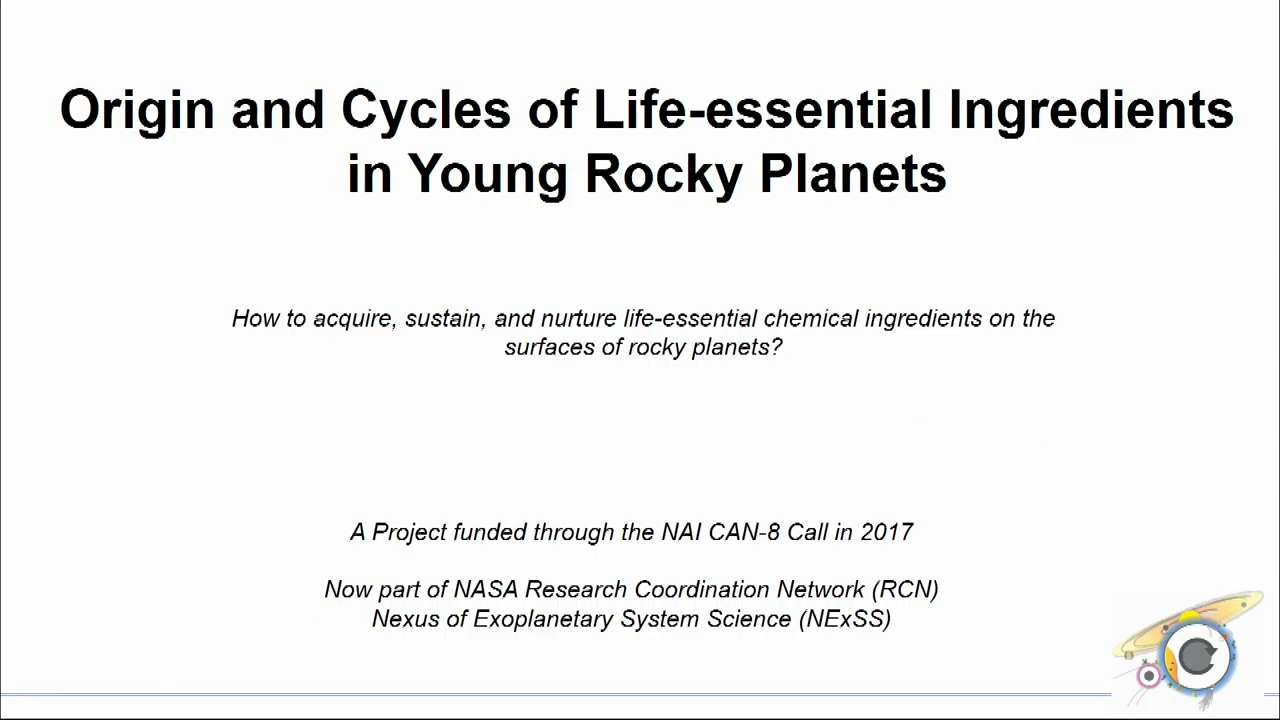 Origin and Cycles of Life-essential Ingredients
in Young Rocky Planets
How to acquire, sustain, and nurture life-essential chemical ingredients on the
surfaces of rocky planets?
A Project funded through the NAI CAN-8 Call in 2017
Now part of NASA Research Coordination Network (RCN)
Nexus of Exoplanetary System Science (NExSS)